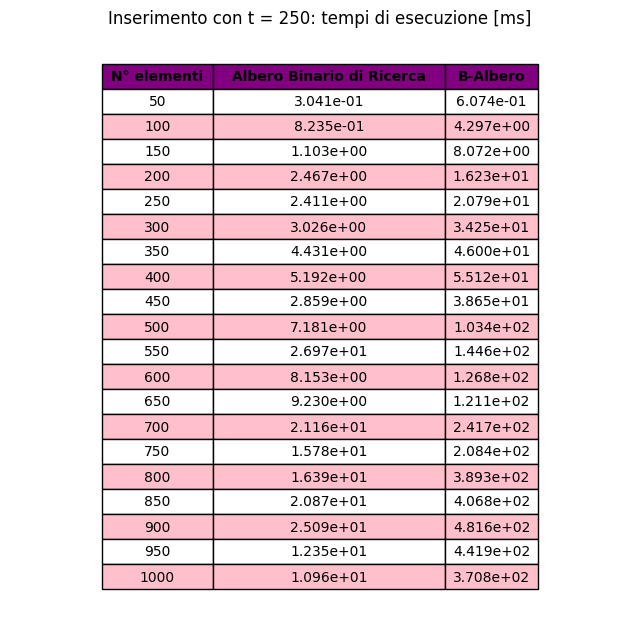 Inserimento con t = 250: tempi di esecuzione [ms]
N° elementi Albero Binario di Ricerca B-Albero
50 3.041e-01 6.074e-01
100 8.235e-01 4.297e+00
150 1.103e+00 8.072e+00
200 2.467e+00 1.623e+01
250 2.411e+00 2.079e+01
300 3.026e+00 3.425e+01
350 4.431e+00 4.600e+01
400 5.192e+00 5.512e+01
450 2.859e+00 3.865e+01
500 7.181e+00 1.034e+02
550 2.697e+01 1.446e+02
600 8.153e+00 1.268e+02
650 9.230e+00 1.211e+02
700 2.116e+01 2.417e+02
750 1.578e+01 2.084e+02
800 1.639e+01 3.893e+02
850 2.087e+01 4.068e+02
900 2.509e+01 4.816e+02
950 1.235e+01 4.419e+02
1000 1.096e+01 3.708e+02